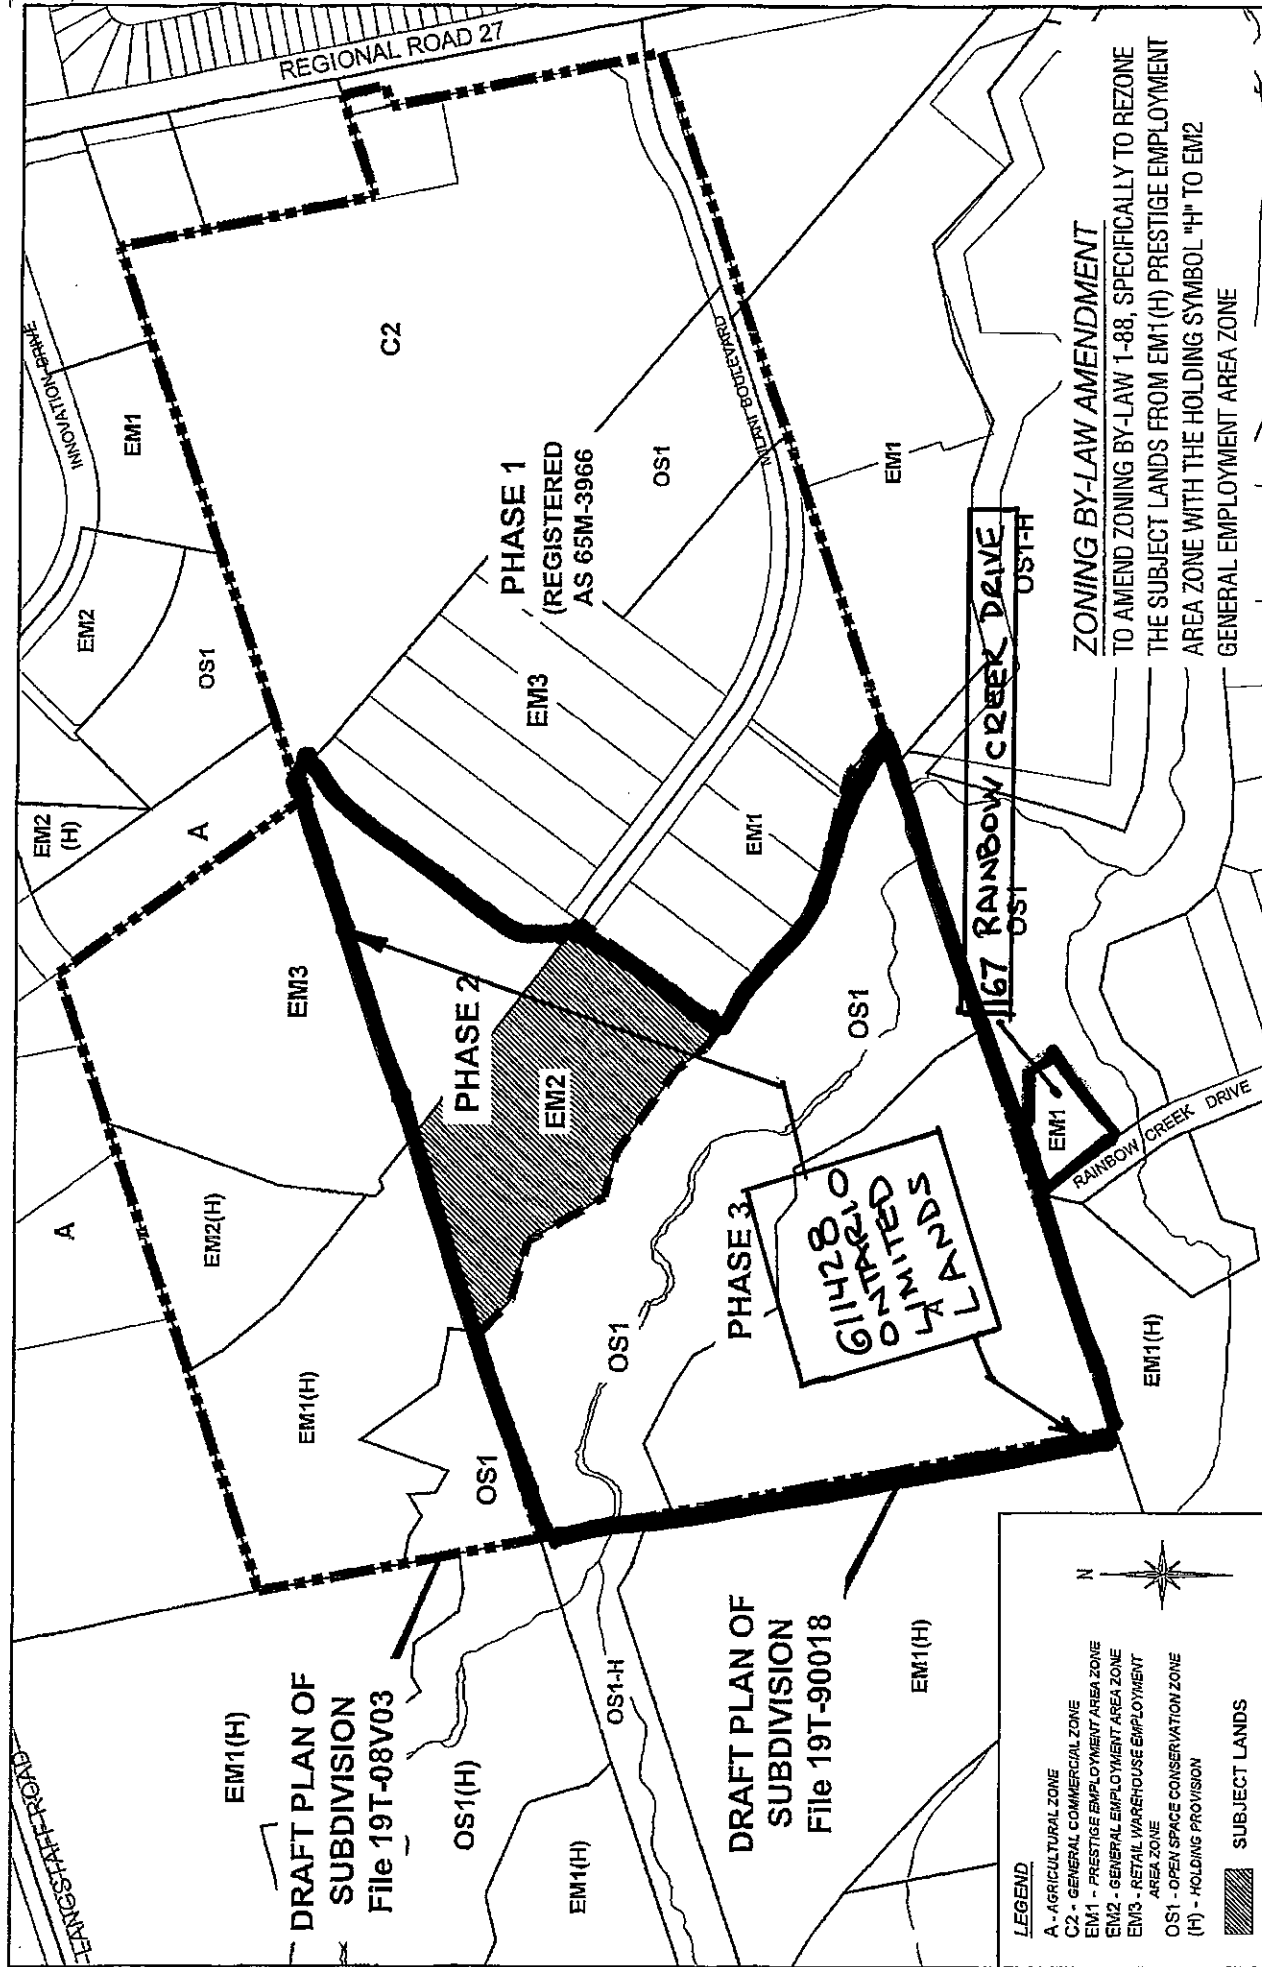 LANGSTAFF ROAD
EM1(H)
DRAFT PLAN OF
SUBDIVISION
File 19T-08V03
OS1(H)
EM1(H)
OS1-H
DRAFT PLAN OF
SUBDIVISION
File 19T-90018
EM1(H)
A
EM2(H)
EM1(H)
OS1
EM2
(H)
A
EM3
PHASE 2
EM2
OS1
OS1
PHASE 3
611428
ONTARIO
LIMITED
LANDS
EM1(H)
INNOVATION DRIVE
EM2
EM1
OS1
REGIONAL ROAD 27
C2
PHASE 1
(REGISTERED
AS 65M-3966
OS1
MILANI BOULEVARD
EM3
EM1
EM1
OS1-H
OS1
167 RAINBOW CREEK DRIVE
EM1
RAINBOW CREEK DRIVE
ZONING BY-LAW AMENDMENT
TO AMEND ZONING BY-LAW 1-88, SPECIFICALLY TO REZONE
THE SUBJECT LANDS FROM EM1(H) PRESTIGE EMPLOYMENT
AREA ZONE WITH THE HOLDING SYMBOL "H" TO EM2
GENERAL EMPLOYMENT AREA ZONE
LEGEND
A - AGRICULTURAL ZONE
C2 - GENERAL COMMERCIAL ZONE
EM1 - PRESTIGE EMPLOYMENT AREA ZONE
EM2 - GENERAL EMPLOYMENT AREA ZONE
EM3 - RETAIL WAREHOUSE EMPLOYMENT
AREA ZONE
OS1 - OPEN SPACE CONSERVATION ZONE
(H) - HOLDING PROVISION
SUBJECT LANDS
N